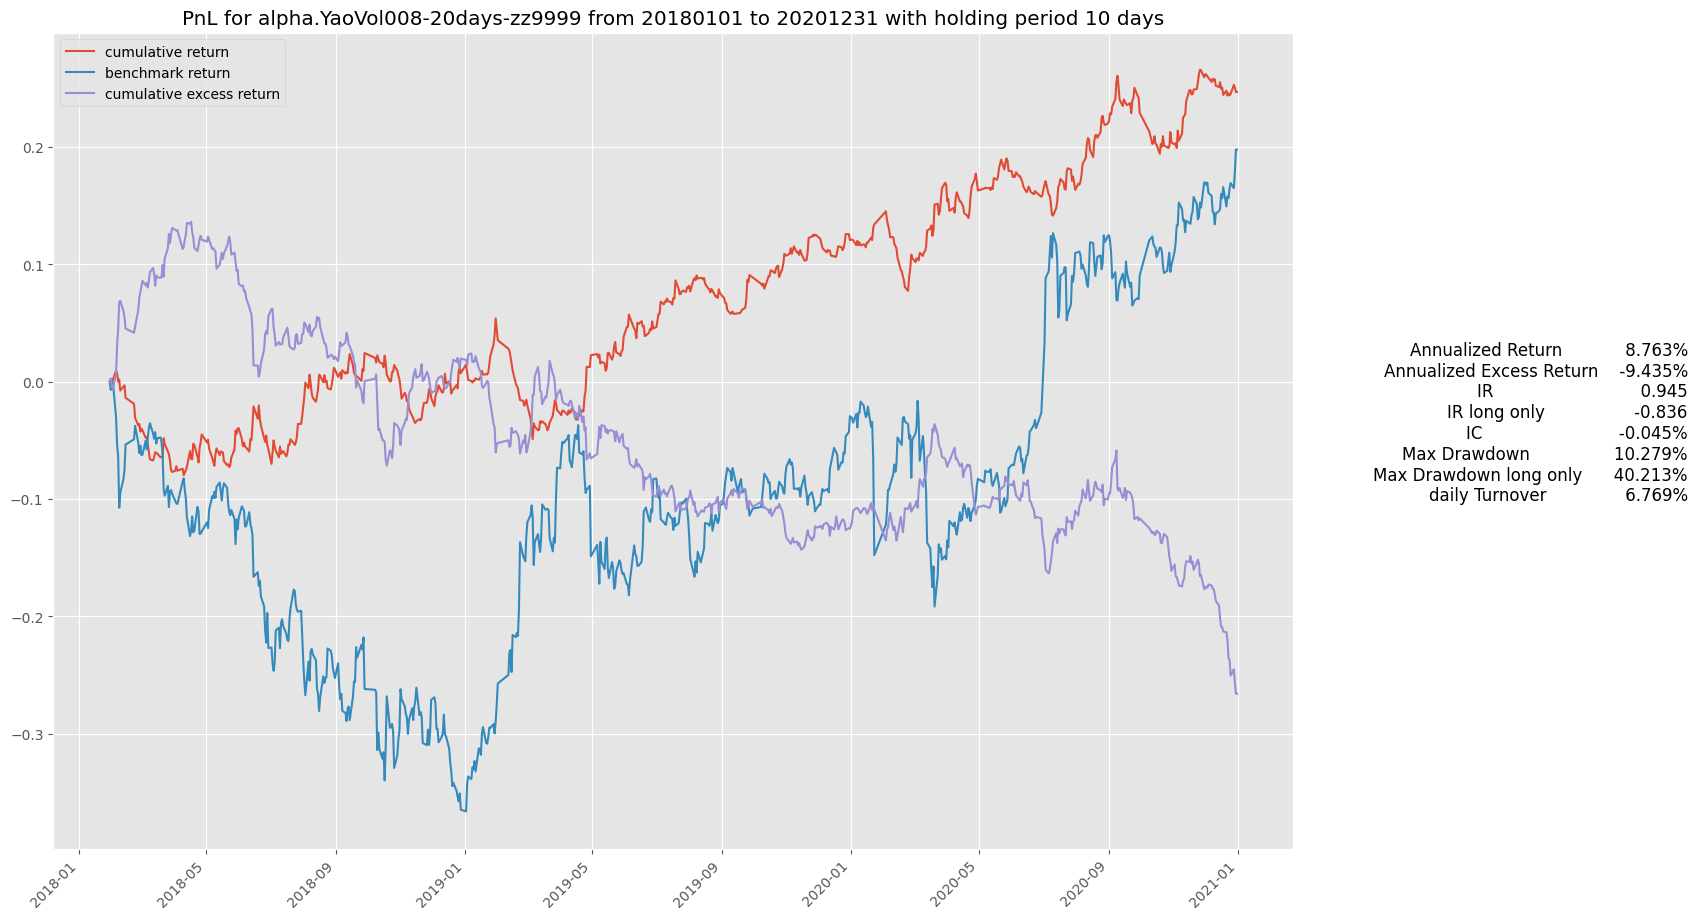 PnL for alpha.YaoVol008-20days-zz9999 from 20180101 to 20201231 with holding period 10 days
cumulative return
benchmark return
cumulative excess return
0.2
0.1
0.0
−0.1
−0.2
−0.3
2018-01
2018-05
2018-09
2019-01
2019-05
2019-09
2020-01
2020-05
2020-09
2021-01
Annualized Return 8.763%
Annualized Excess Return -9.435%
IR 0.945
IR long only -0.836
IC -0.045%
Max Drawdown 10.279%
Max Drawdown long only 40.213%
daily Turnover 6.769%